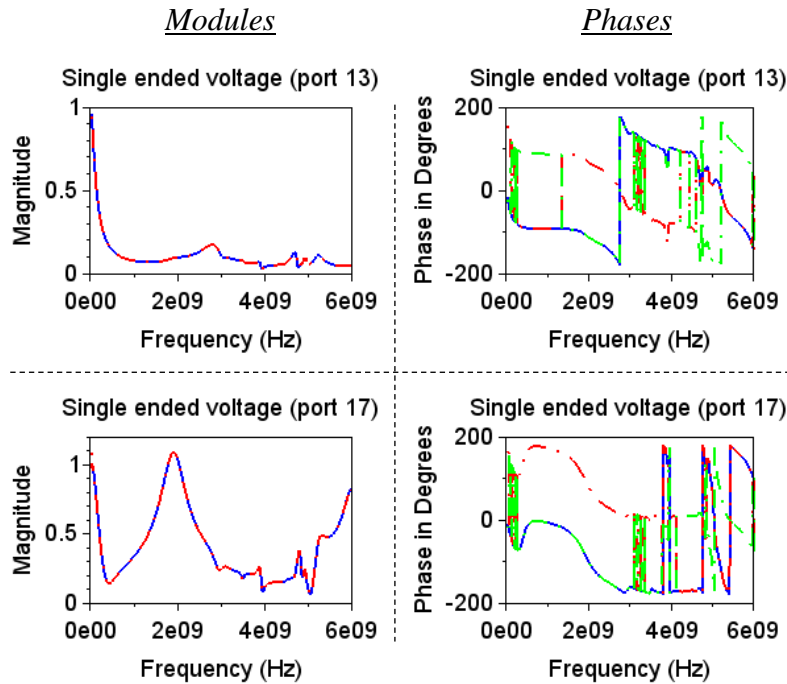 Modules
Phases
Single ended voltage (port 13)
Magnitude
1
0.5
0
0e00 2e09 4e09 6e09
Frequency (Hz)
Single ended voltage (port 13)
Phase in Degrees
200
0
-200
0e00 2e09 4e09 6e09
Frequency (Hz)
Single ended voltage (port 17)
Magnitude
1
0.5
0
0e00 2e09 4e09 6e09
Frequency (Hz)
Single ended voltage (port 17)
Phase in Degrees
200
0
-200
0e00 2e09 4e09 6e09
Frequency (Hz)